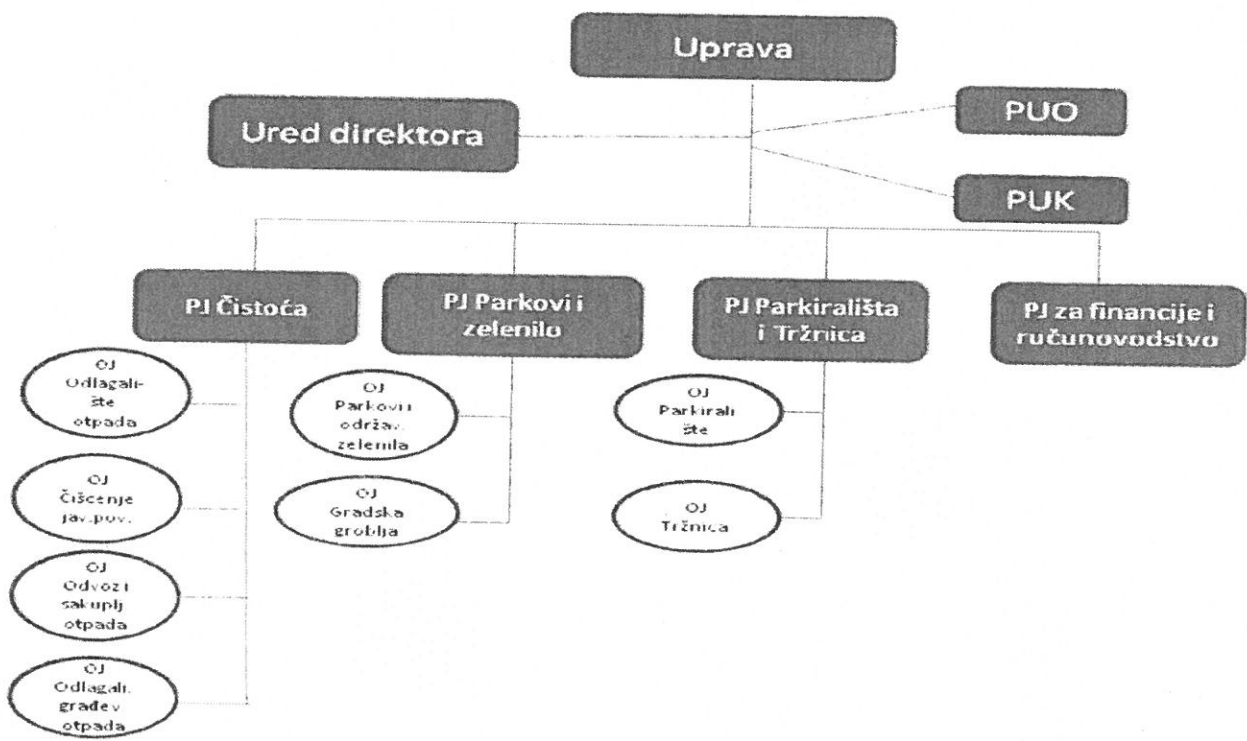 Uprava
Ured direktora
PUO
PUK
PJ Čistoća
PJ Parkovi i
zelenilo
PJ Parkirališta
i Tržnica
PJ za financije i
računovodstvo
OJ
Odlagali-
šte
otpada
OJ
Čišćenje
jav.pov.
OJ
Odvoz i
sakuplj.
otpada
OJ
Odlagali.
građev.
otpada
OJ
Parkovi i
održav.
zelenila
OJ
Gradska
groblja
OJ
Parkirali
šte
OJ
Tržnica